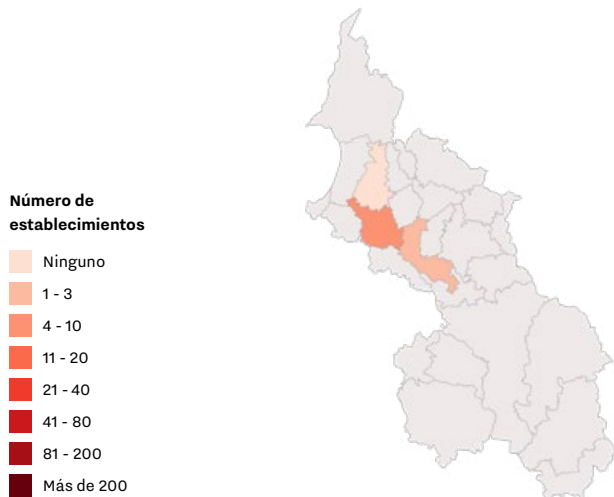 Número de
establecimientos
Ninguno
1 - 3
4 - 10
11 - 20
21 - 40
41 - 80
81 - 200
Más de 200